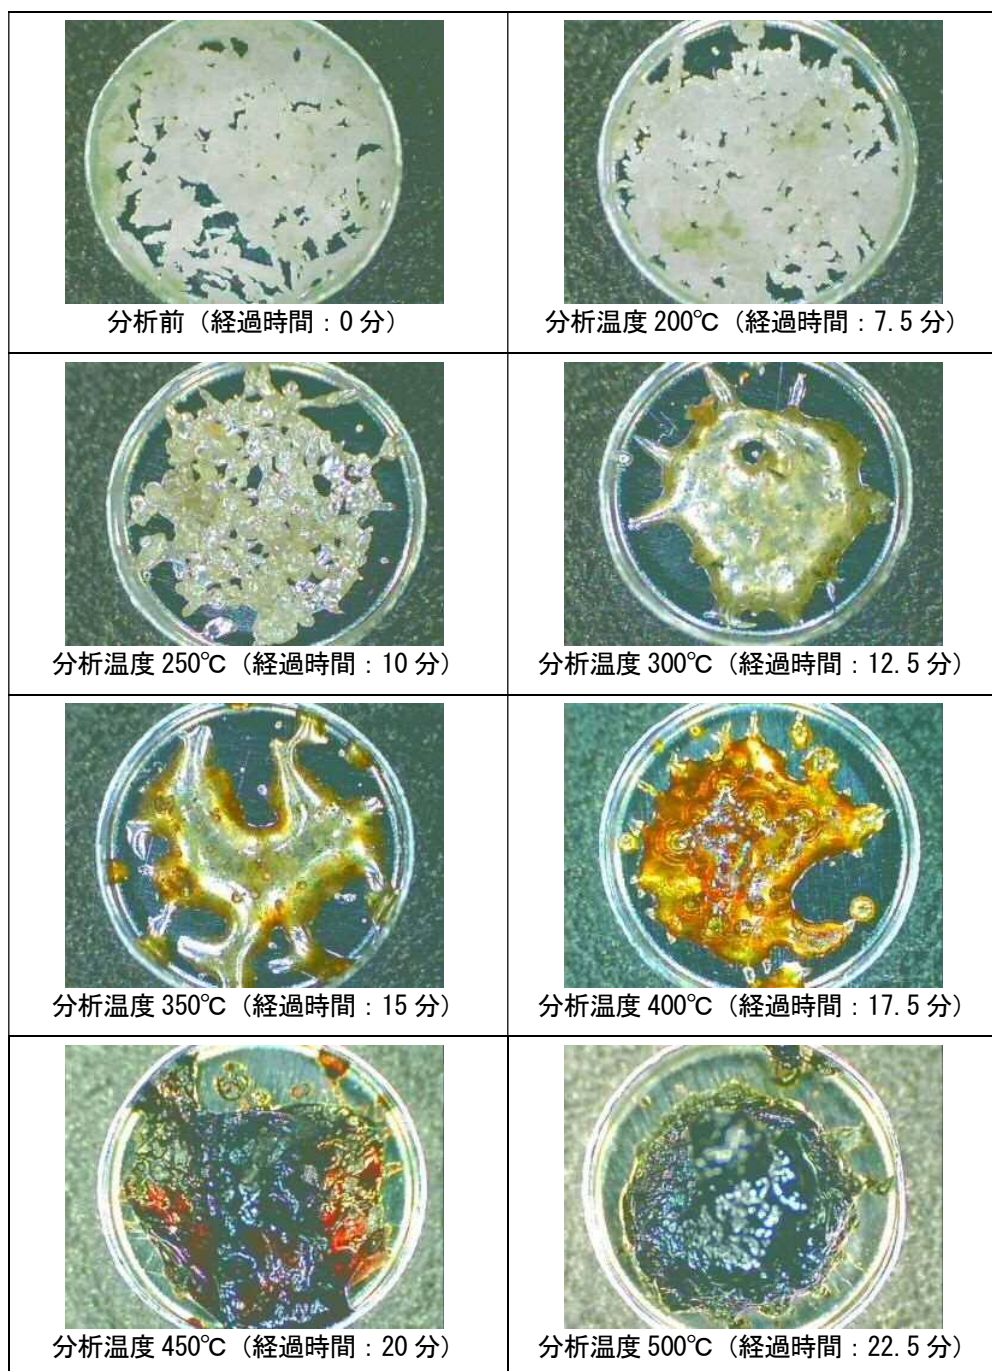 分析前（経過時間：0 分）
分析温度 200℃（経過時間：7.5 分）
分析温度 250℃（経過時間：10 分）
分析温度 300℃（経過時間：12.5 分）
分析温度 350℃（経過時間：15 分）
分析温度 400℃（経過時間：17.5 分）
分析温度 450℃（経過時間：20 分）
分析温度 500℃（経過時間：22.5 分）